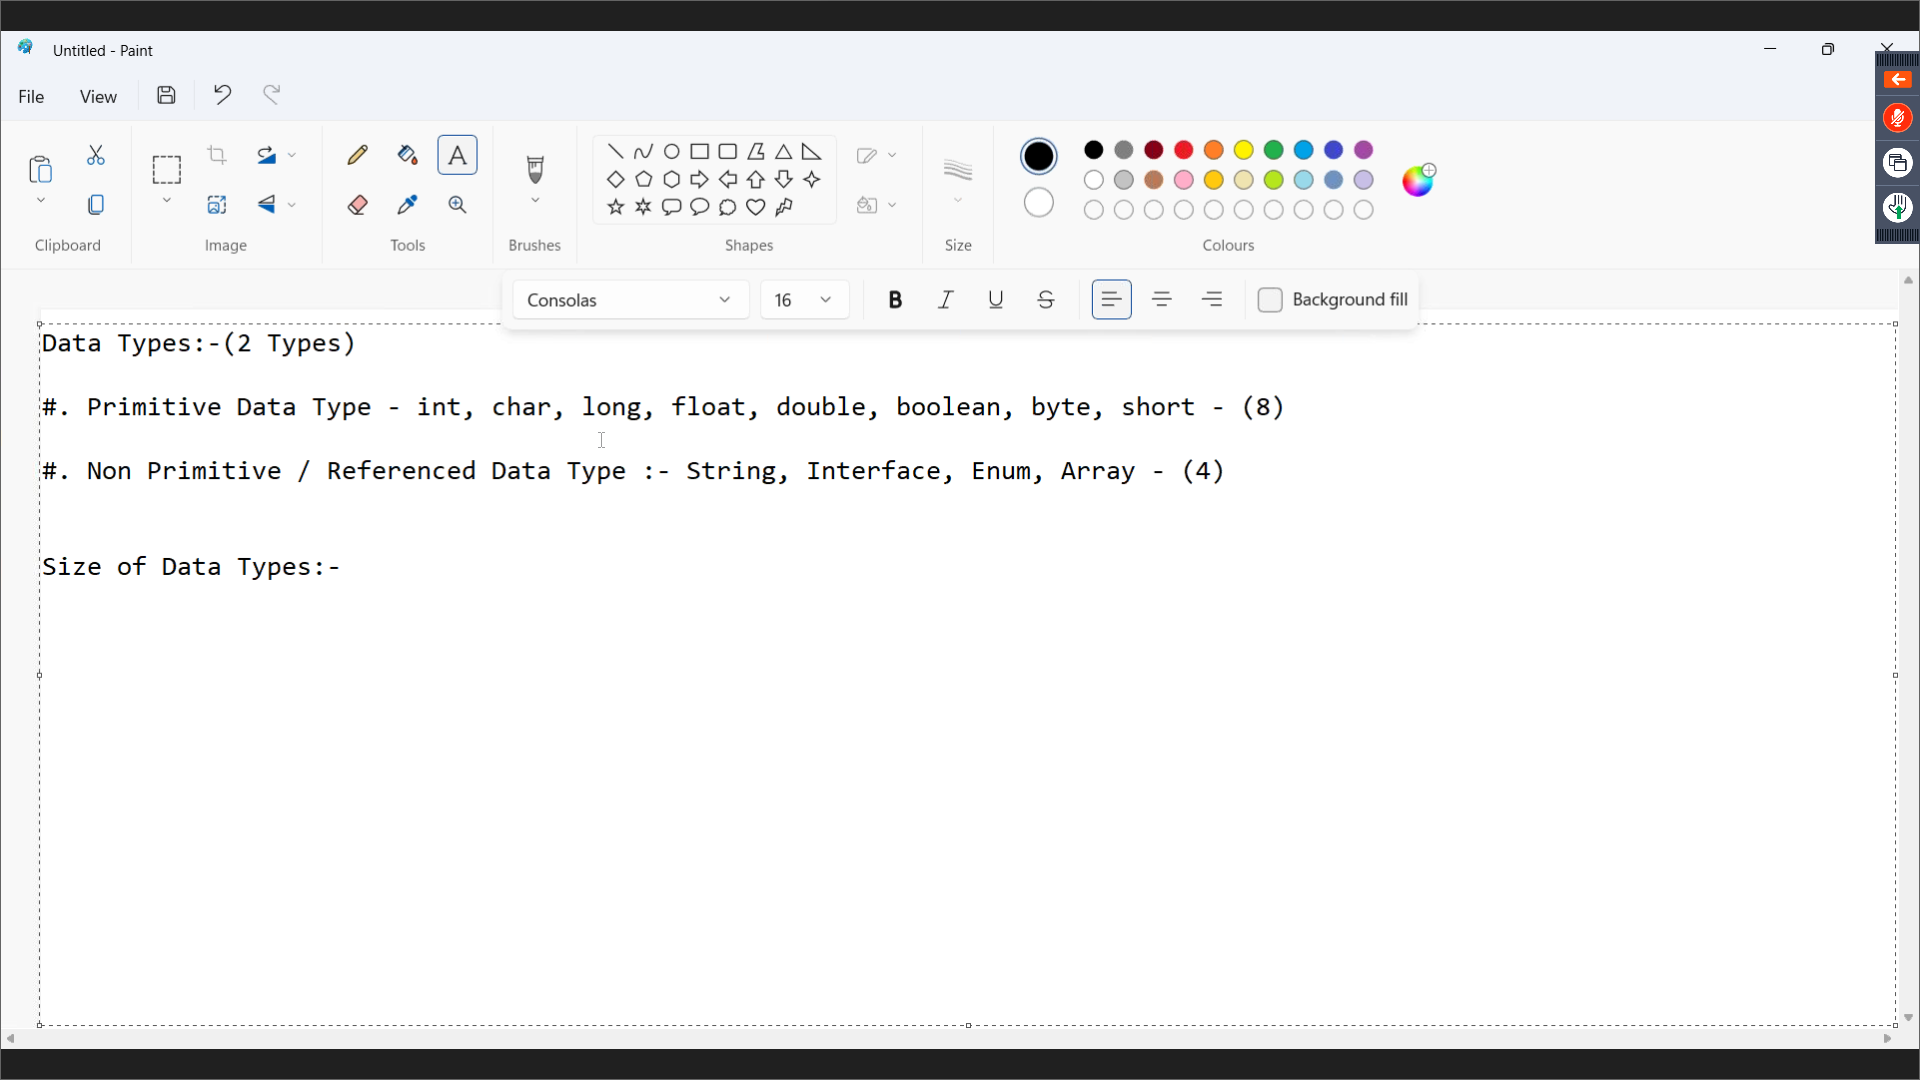 Untitled - Paint
File View
Clipboard Image Tools Brushes Shapes Size Colours
Consolas 16 B I U S Background fill
Data Types:-(2 Types)
#. Primitive Data Type - int, char, long, float, double, boolean, byte, short - (8)
#. Non Primitive / Referenced Data Type :- String, Interface, Enum, Array - (4)
Size of Data Types:-